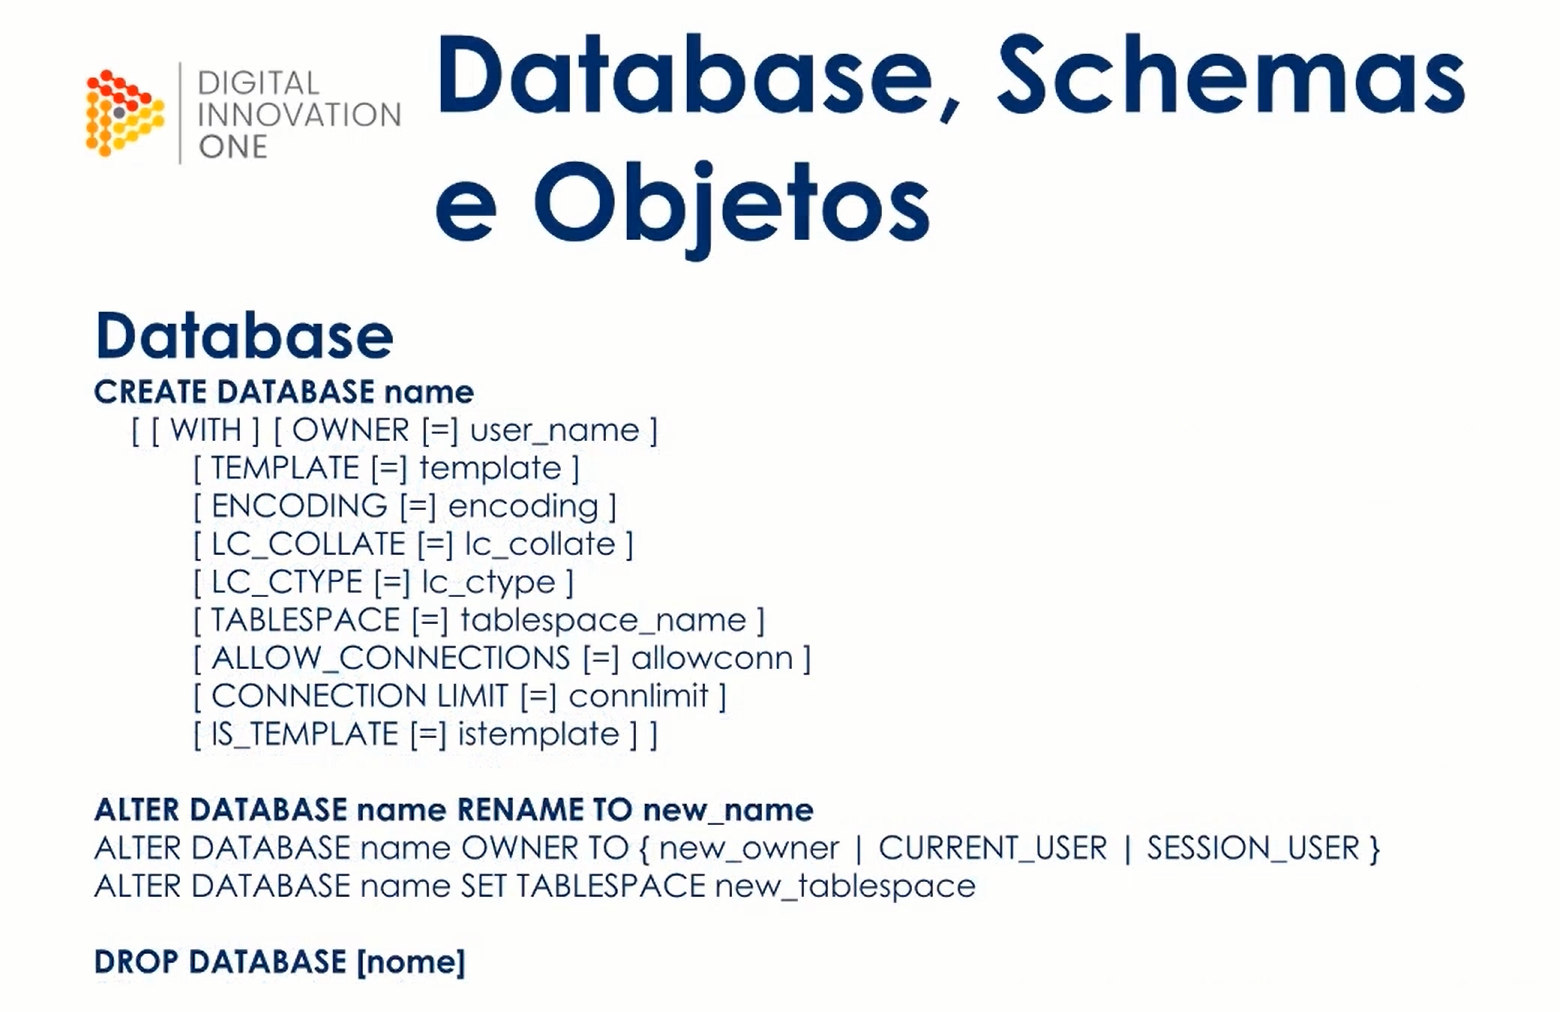 DIGITAL
INNOVATION
ONE
Database, Schemas
e Objetos
Database
CREATE DATABASE name
[ [ WITH ] [ OWNER [=] user_name ]
[ TEMPLATE [=] template ]
[ ENCODING [=] encoding ]
[ LC_COLLATE [=] lc_collate ]
[ LC_CTYPE [=] lc_ctype ]
[ TABLESPACE [=] tablespace_name ]
[ ALLOW_CONNECTIONS [=] allowconn ]
[ CONNECTION LIMIT [=] connlimit ]
[ IS_TEMPLATE [=] istemplate ] ]
ALTER DATABASE name RENAME TO new_name
ALTER DATABASE name OWNER TO { new_owner | CURRENT_USER | SESSION_USER }
ALTER DATABASE name SET TABLESPACE new_tablespace
DROP DATABASE [nome]